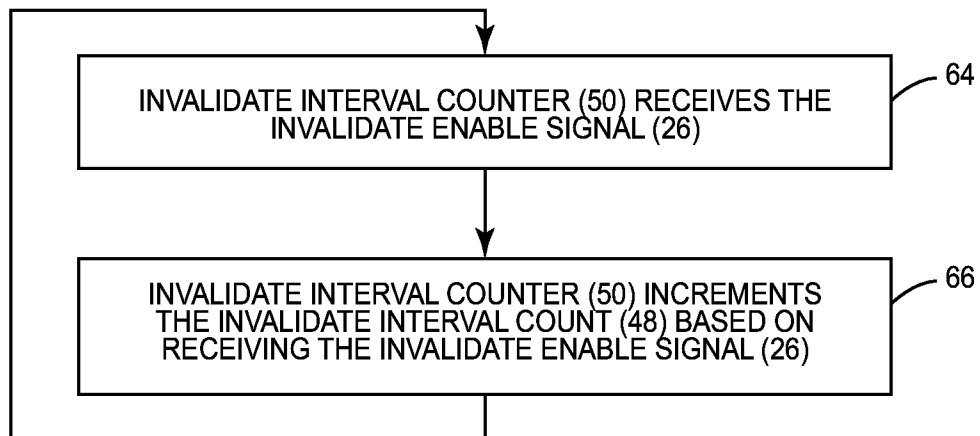 64
INVALIDATE INTERVAL COUNTER (50) RECEIVES THE
INVALIDATE ENABLE SIGNAL (26)
66
INVALIDATE INTERVAL COUNTER (50) INCREMENTS
THE INVALIDATE INTERVAL COUNT (48) BASED ON
RECEIVING THE INVALIDATE ENABLE SIGNAL (26)